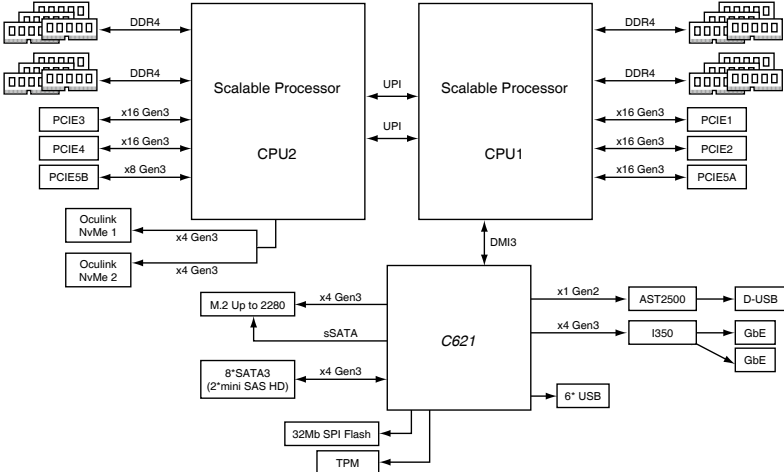 DDR4
DDR4
DDR4
DDR4
Scalable Processor
CPU2
UPI
UPI
Scalable Processor
CPU1
PCIE3
x16 Gen3
PCIE4
x16 Gen3
PCIE5B
x8 Gen3
x16 Gen3
PCIE1
x16 Gen3
PCIE2
x16 Gen3
PCIE5A
Oculink
NvMe 1
x4 Gen3
Oculink
NvMe 2
x4 Gen3
DMI3
M.2 Up to 2280
x4 Gen3
sSATA
C621
x1 Gen2
AST2500
D-USB
x4 Gen3
I350
GbE
GbE
8*SATA3
(2*mini SAS HD)
x4 Gen3
6* USB
32Mb SPI Flash
TPM